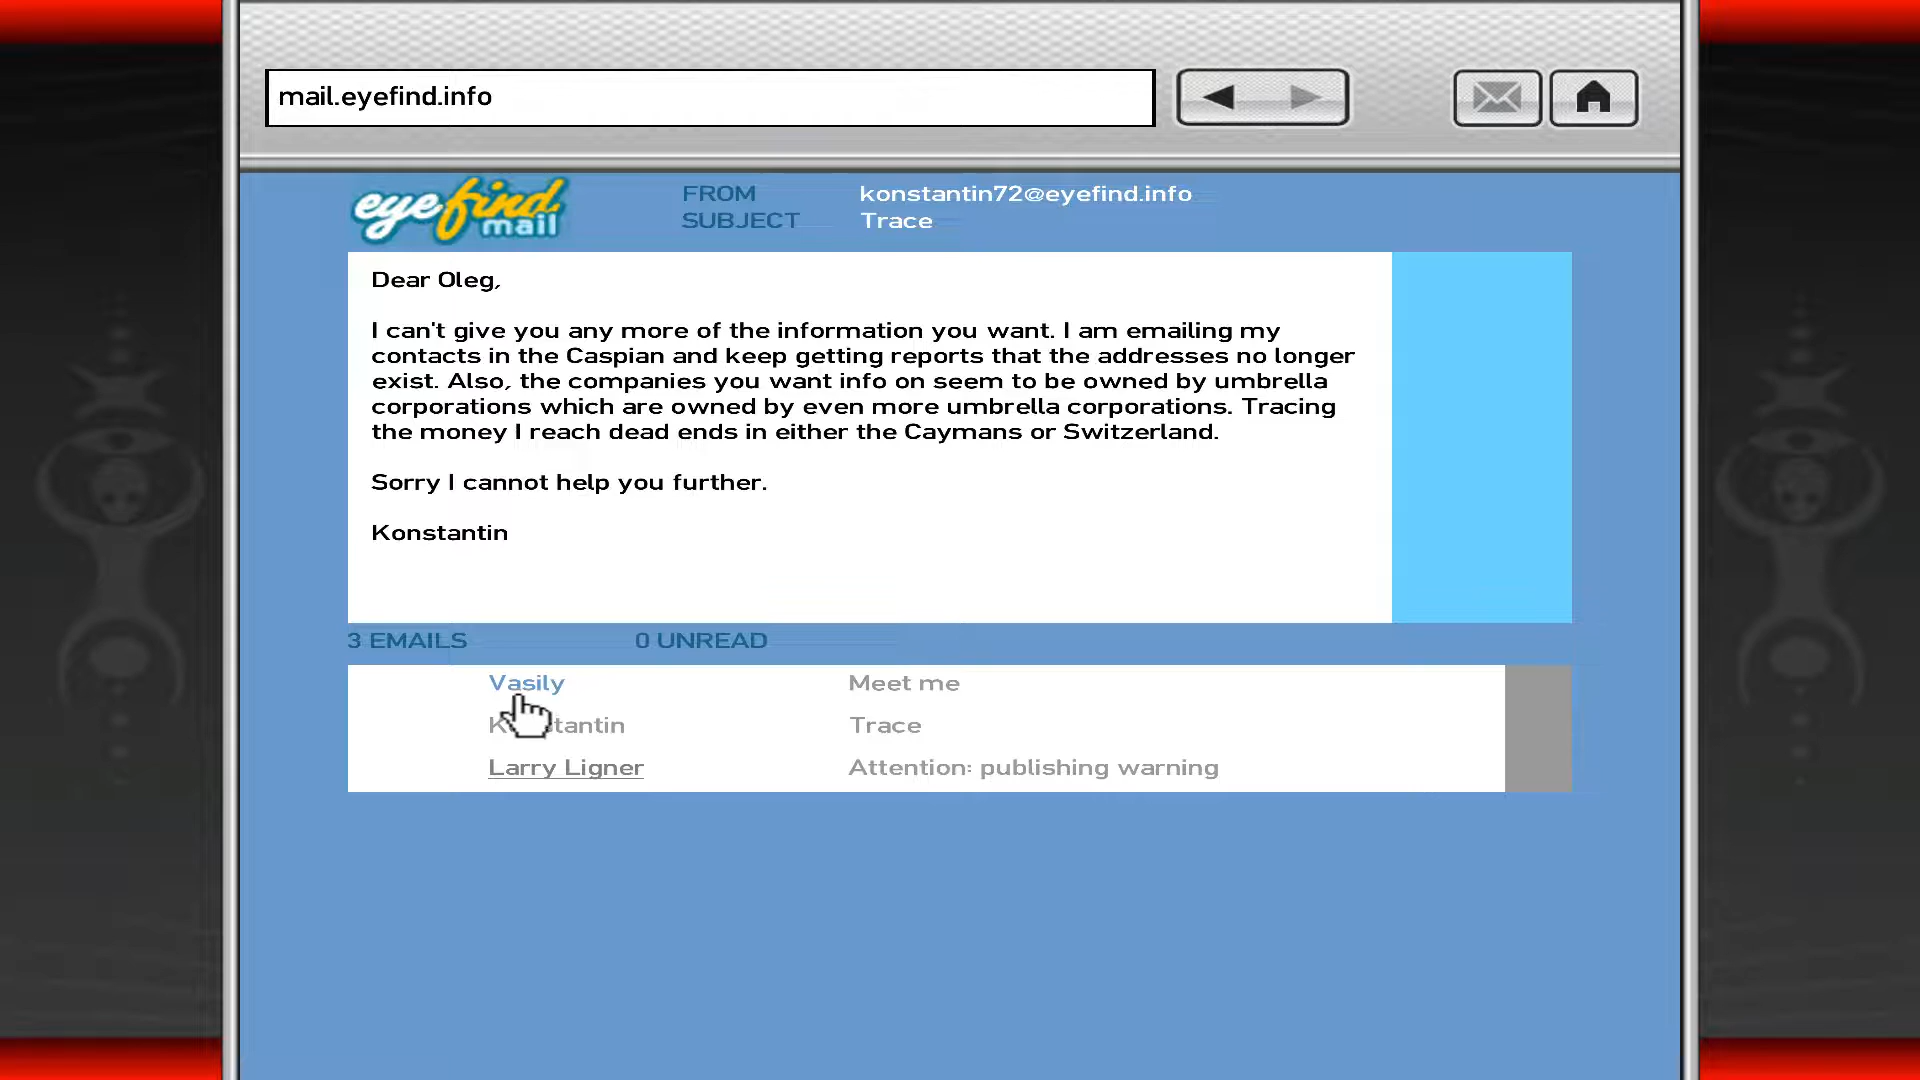 mail.eyefind.info
eyefind
mail
FROM konstantin72@eyefind.info
SUBJECT Trace
Dear Oleg,
I can't give you any more of the information you want. I am emailing my
contacts in the Caspian and keep getting reports that the addresses no longer
exist. Also, the companies you want info on seem to be owned by umbrella
corporations which are owned by even more umbrella corporations. Tracing
the money I reach dead ends in either the Caymans or Switzerland.
Sorry I cannot help you further.
Konstantin
3 EMAILS 0 UNREAD
Vasily Meet me
Konstantin Trace
Larry Ligner Attention: publishing warning